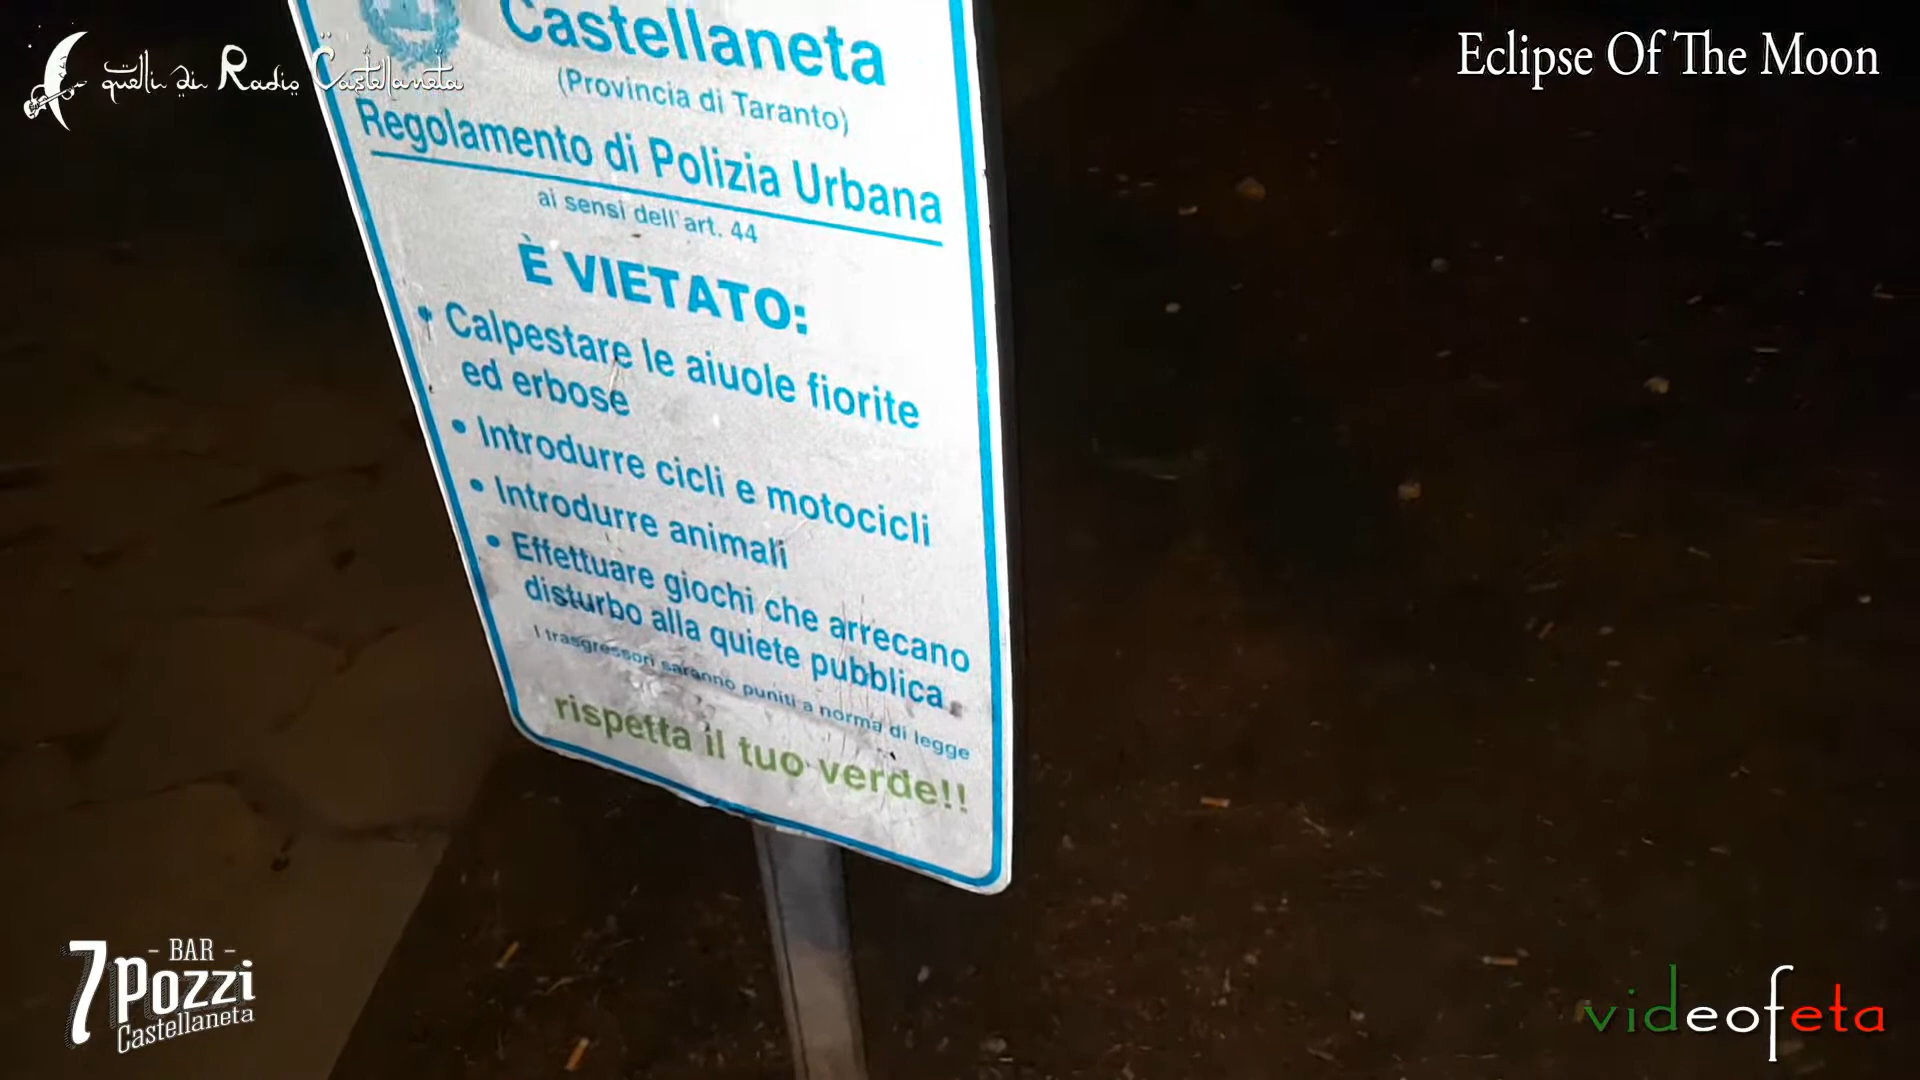 quelli di Radio Castellaneta
Eclipse Of The Moon
Castellaneta
(Provincia di Taranto)
Regolamento di Polizia Urbana
ai sensi dell'art. 44
È VIETATO:
• Calpestare le aiuole fiorite
ed erbose
• Introdurre cicli e motocicli
• Introdurre animali
• Effettuare giochi che arrecano
disturbo alla quiete pubblica.
I trasgressori saranno puniti a norma di legge
rispetta il tuo verde!!
- BAR -
7Pozzi
Castellaneta
videofeta